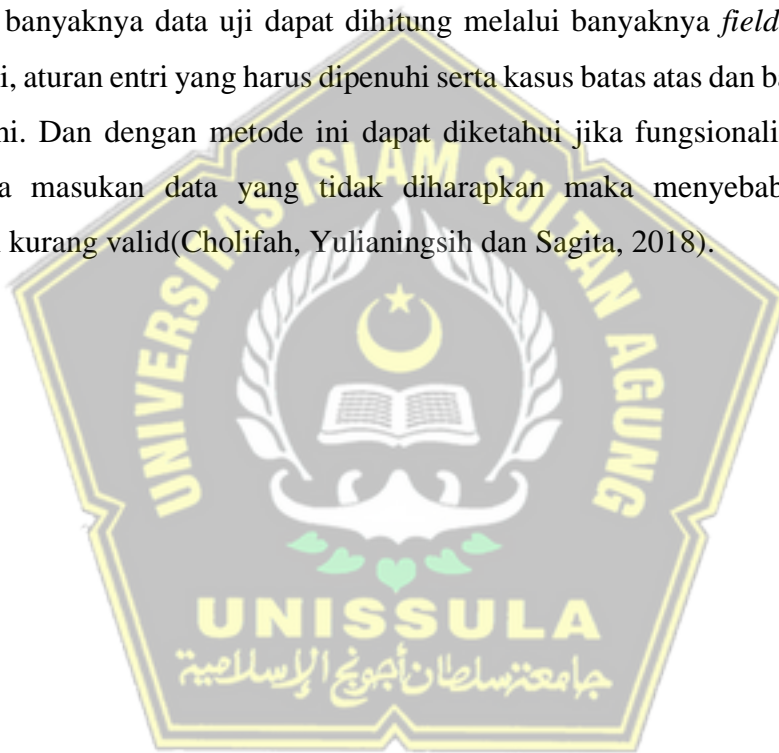 banyaknya data uji dapat dihitung melalui banyaknya field
i, aturan entri yang harus dipenuhi serta kasus batas atas dan ba
ni. Dan dengan metode ini dapat diketahui jika fungsionali
a masukan data yang tidak diharapkan maka menyebab
kurang valid(Cholifah, Yulianingsih dan Sagita, 2018).
UNIVERSITAS ISLAM SULTAN AGUNG
UNISSULA
جامعة سلطان أجونج الإسلامية